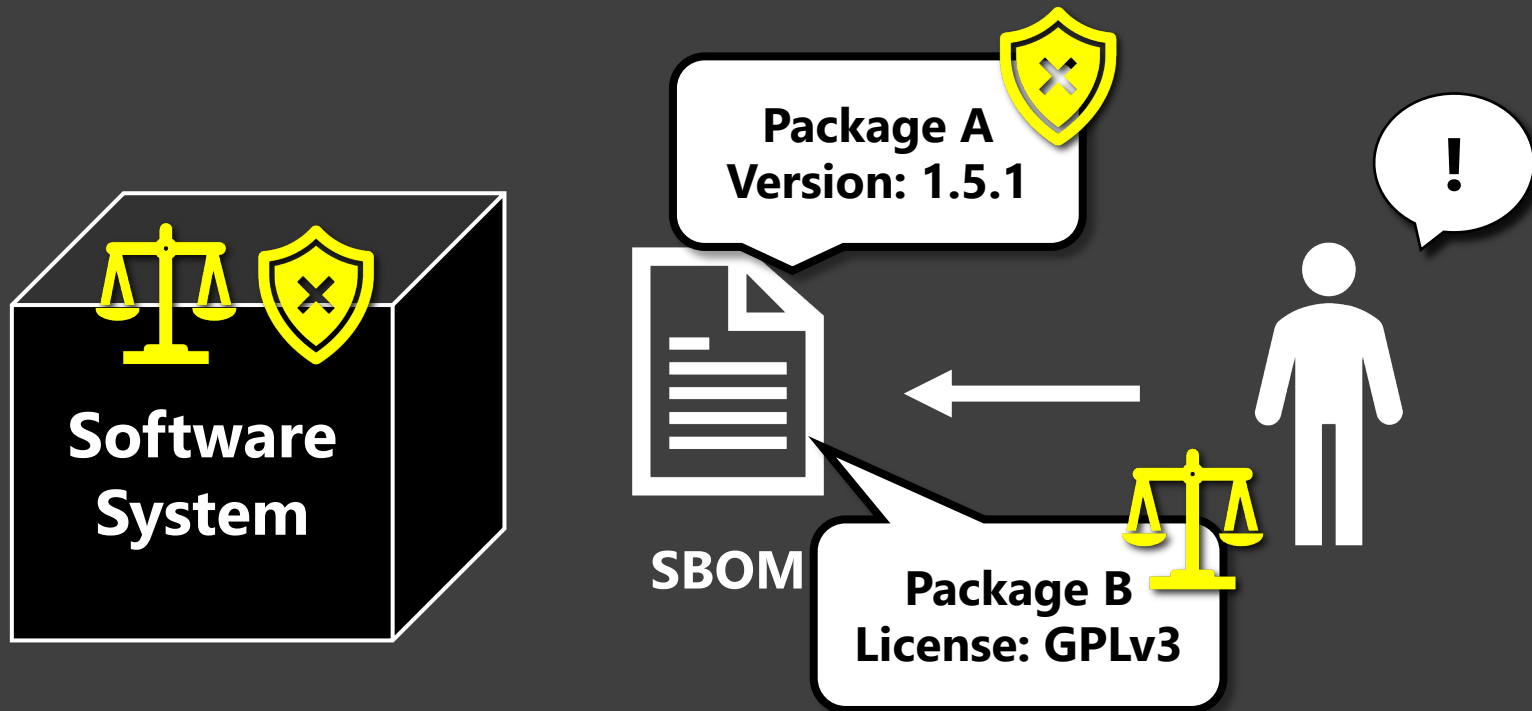 Package A
Version: 1.5.1
!
Software
System
SBOM
Package B
License: GPLv3